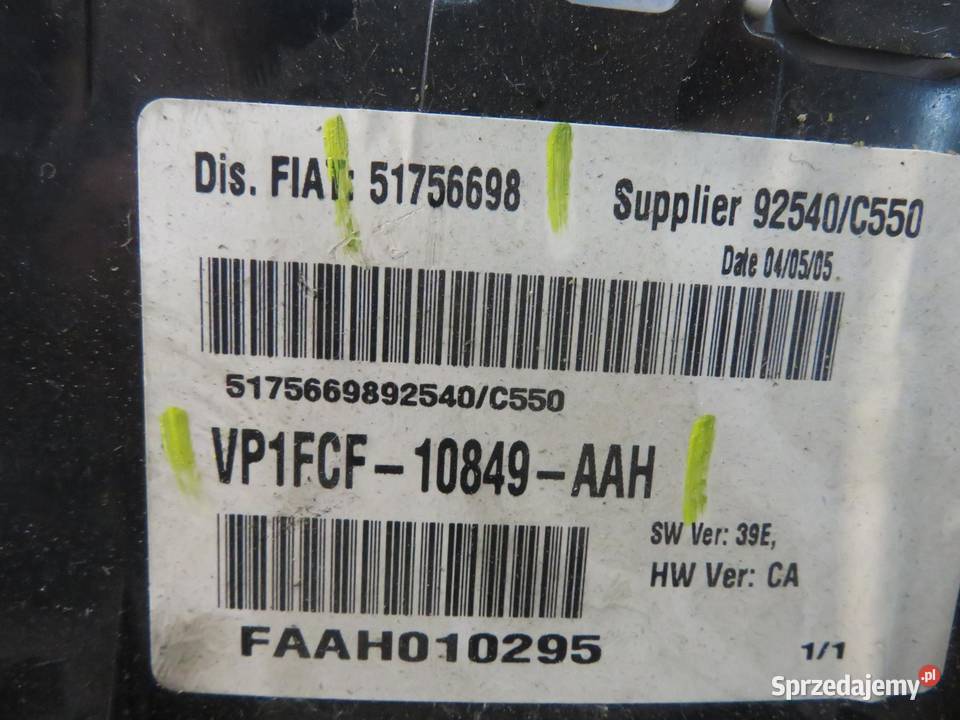 Dis. FIAT: 51756698
Supplier 92540/C550
Date 04/05/05
5175669892540/C550
VP1FCF-10849-AAH
SW Ver: 39E,
HW Ver: CA
FAAH010295
1/1
Sprzedajemy.pl